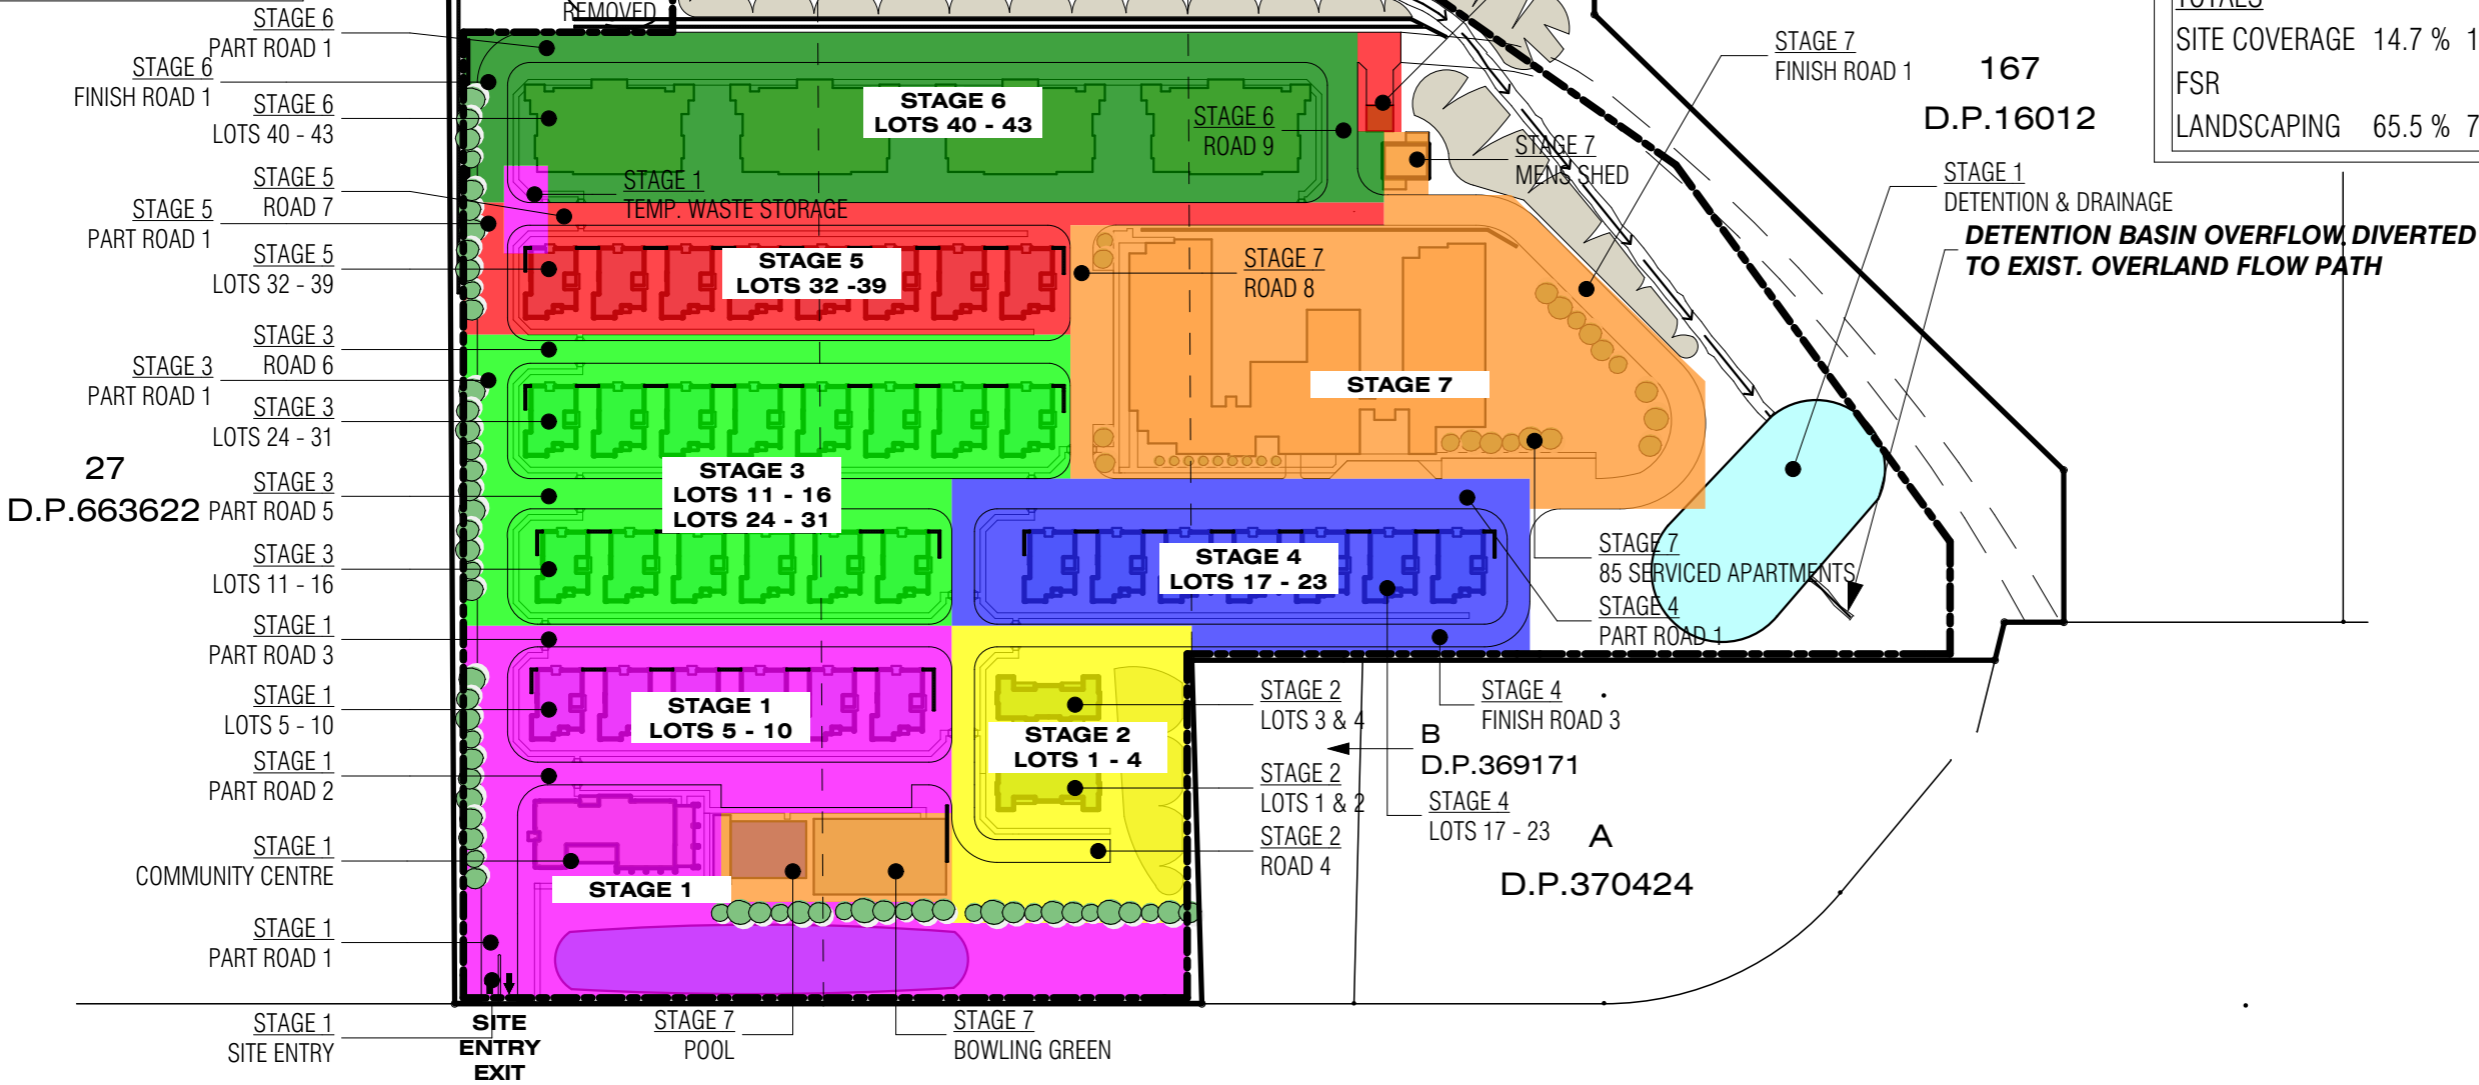 REMOVED
STAGE 6
PART ROAD 1
STAGE 6
FINISH ROAD 1
STAGE 6
LOTS 40 - 43
STAGE 5
ROAD 7
STAGE 5
PART ROAD 1
STAGE 5
LOTS 32 - 39
STAGE 3
ROAD 6
STAGE 3
PART ROAD 1
STAGE 3
LOTS 24 - 31
27
D.P.663622
STAGE 3
PART ROAD 5
STAGE 3
LOTS 11 - 16
STAGE 1
PART ROAD 3
STAGE 1
LOTS 5 - 10
STAGE 1
PART ROAD 2
STAGE 1
COMMUNITY CENTRE
STAGE 1
PART ROAD 1
STAGE 1
SITE ENTRY
SITE
ENTRY
EXIT
STAGE 6
LOTS 40 - 43
STAGE 6
ROAD 9
STAGE 1
TEMP. WASTE STORAGE
STAGE 5
LOTS 32 -39
STAGE 7
ROAD 8
STAGE 7
MENS SHED
STAGE 7
STAGE 3
LOTS 11 - 16
LOTS 24 - 31
STAGE 4
LOTS 17 - 23
STAGE 1
LOTS 5 - 10
STAGE 2
LOTS 1 - 4
STAGE 1
STAGE 7
POOL
STAGE 7
BOWLING GREEN
STAGE 7
FINISH ROAD 1
167
D.P.16012
TOTALS
SITE COVERAGE 14.7 % 1
FSR
LANDSCAPING 65.5 % 7
STAGE 1
DETENTION & DRAINAGE
DETENTION BASIN OVERFLOW DIVERTED
TO EXIST. OVERLAND FLOW PATH
STAGE 7
85 SERVICED APARTMENTS
STAGE 4
PART ROAD 1
STAGE 2
LOTS 3 & 4
STAGE 4
FINISH ROAD 3
B
D.P.369171
STAGE 2
LOTS 1 & 2
STAGE 4
LOTS 17 - 23
STAGE 2
ROAD 4
A
D.P.370424